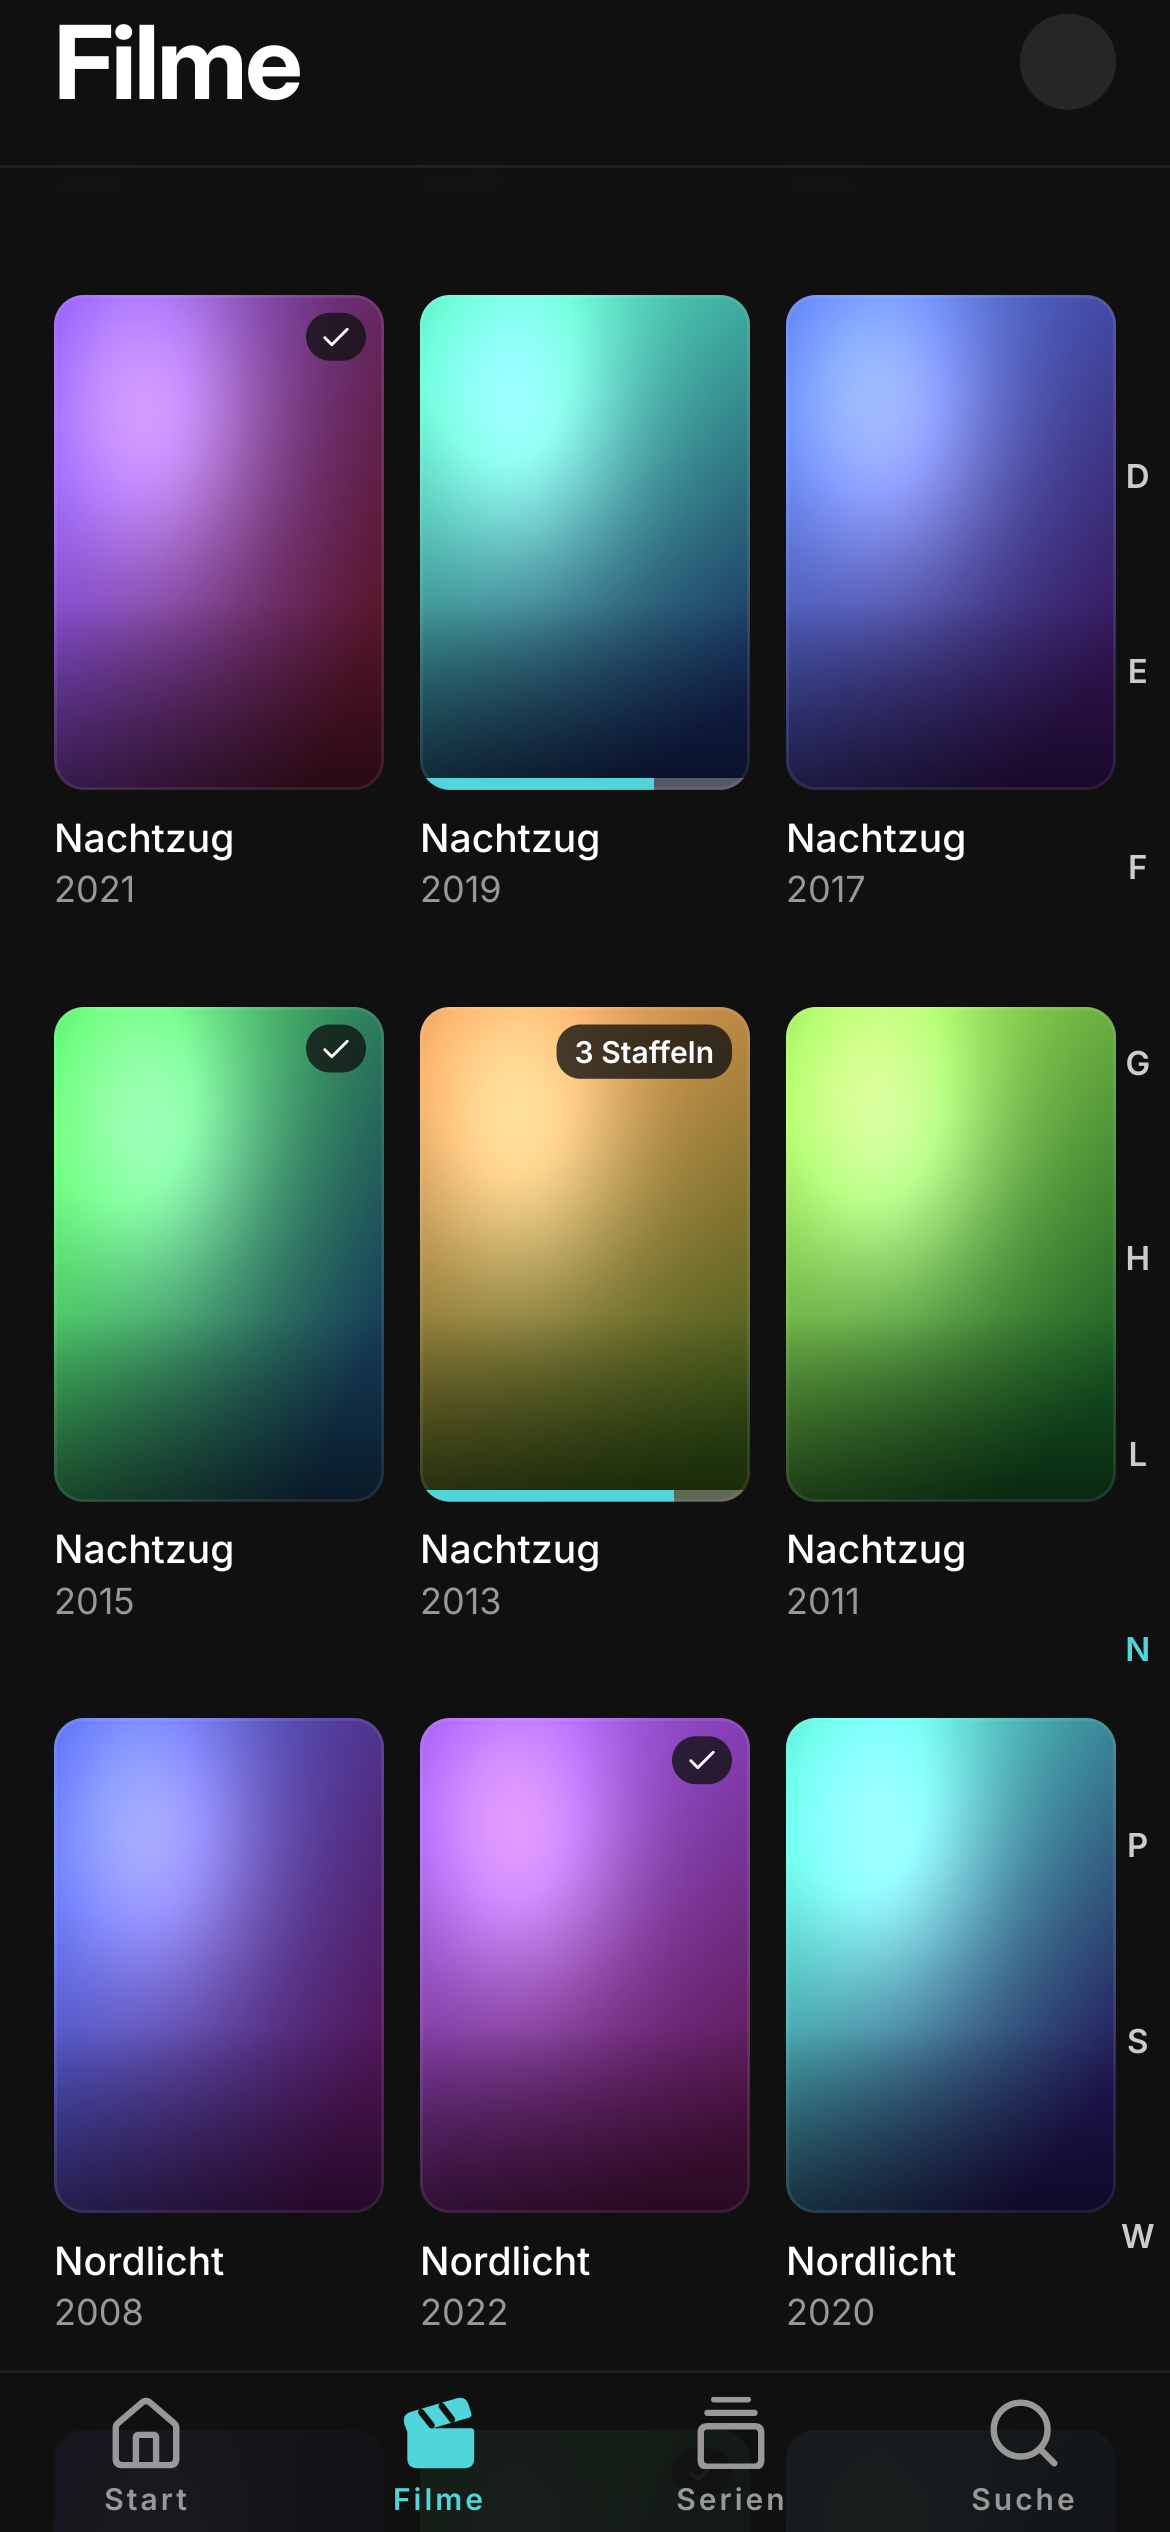 Filme
D
E
Nachtzug
Nachtzug
Nachtzug
2021
2019
2017
F
3 Staffeln
G
H
L
Nachtzug
Nachtzug
Nachtzug
2015
2013
2011
N
P
S
W
Nordlicht
Nordlicht
Nordlicht
2008
2022
2020
Start
Filme
Serien
Suche